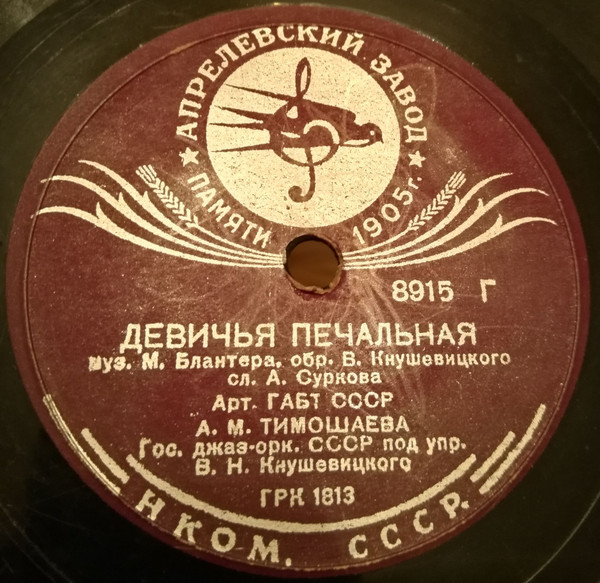 ★ АПРЕЛЕВСКИЙ ЗАВОД ★
ПАМЯТИ 1905 г.
8915 Г
ДЕВИЧЬЯ ПЕЧАЛЬНАЯ
муз. М. Блантера, обр. В. Кнушевицкого
сл. А. Суркова
Арт. ГАБТ СССР
А. М. ТИМОШАЕВА
Гос. джаз-орк. СССР под упр.
В. Н. Кнушевицкого
ГРК 1813
НКОМ. СССР.